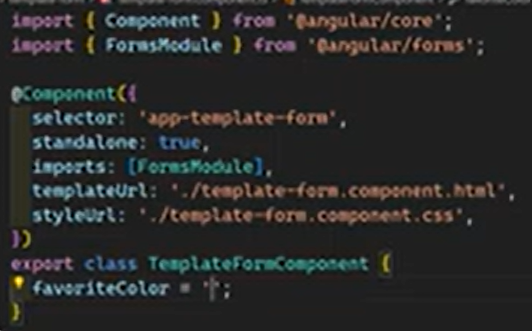 import { Component } from '@angular/core';
import { FormsModule } from '@angular/forms';
@Component({
selector: 'app-template-form',
standalone: true,
imports: [FormsModule],
templateUrl: './template-form.component.html',
styleUrl: './template-form.component.css',
})
export class TemplateFormComponent {
favoriteColor = '';
}